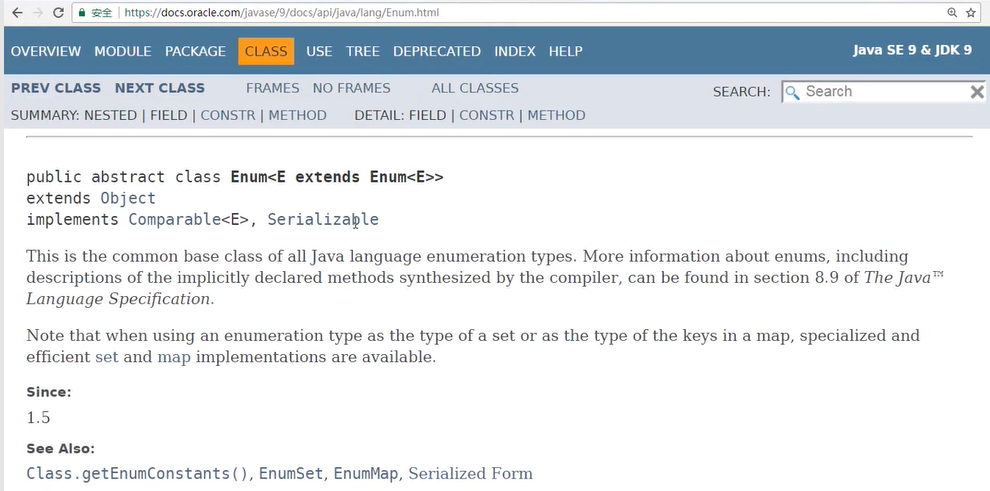 安全 https://docs.oracle.com/javase/9/docs/api/java/lang/Enum.html
OVERVIEW MODULE PACKAGE CLASS USE TREE DEPRECATED INDEX HELP Java SE 9 & JDK 9
PREV CLASS NEXT CLASS FRAMES NO FRAMES ALL CLASSES
SEARCH: Search
SUMMARY: NESTED | FIELD | CONSTR | METHOD DETAIL: FIELD | CONSTR | METHOD
public abstract class Enum<E extends Enum<E>>
extends Object
implements Comparable<E>, Serializable
This is the common base class of all Java language enumeration types. More information about enums, including
descriptions of the implicitly declared methods synthesized by the compiler, can be found in section 8.9 of The Java™
Language Specification.
Note that when using an enumeration type as the type of a set or as the type of the keys in a map, specialized and
efficient set and map implementations are available.
Since:
1.5
See Also:
Class.getEnumConstants(), EnumSet, EnumMap, Serialized Form